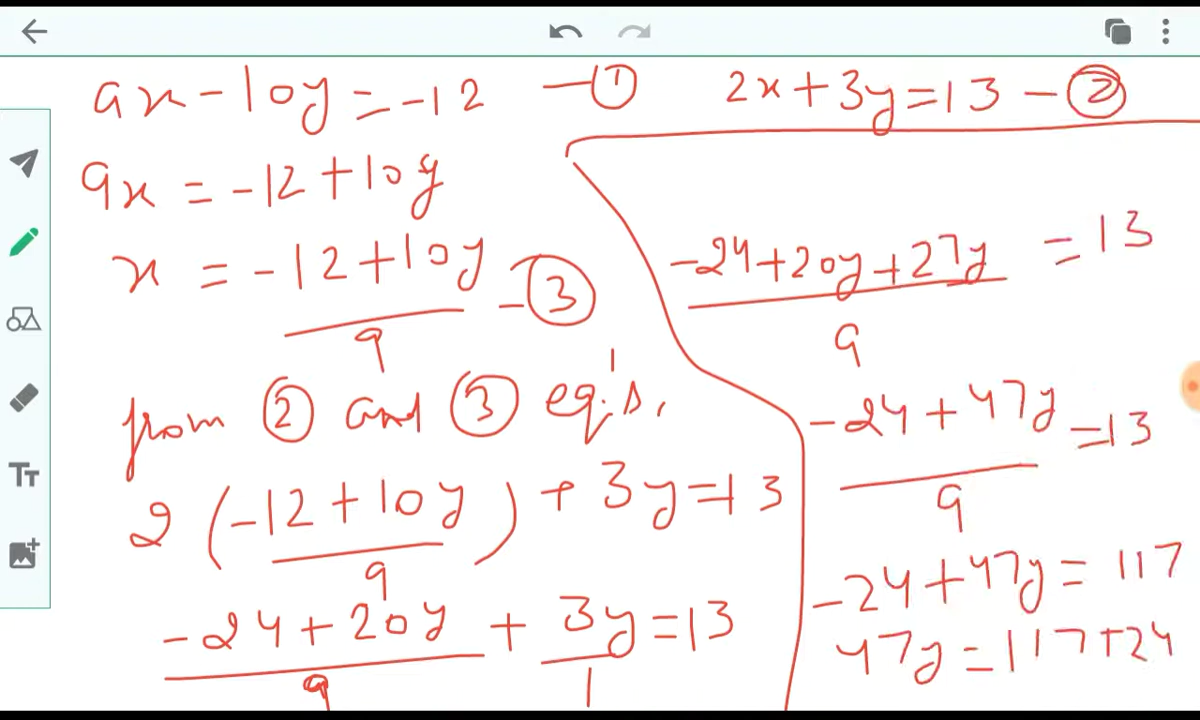 9x - 10y = -12 — ①
9x = -12 + 10y
x = (-12 + 10y)/9 - ③
from ② and ③ eq's,
2(-12 + 10y / 9) + 3y = 13
(-24 + 20y)/9 + 3y/1 = 13
2x + 3y = 13 - ②
(-24 + 20y + 27y)/9 = 13
(-24 + 47y)/9 = 13
-24 + 47y = 117
47y = 117 + 24
Tт